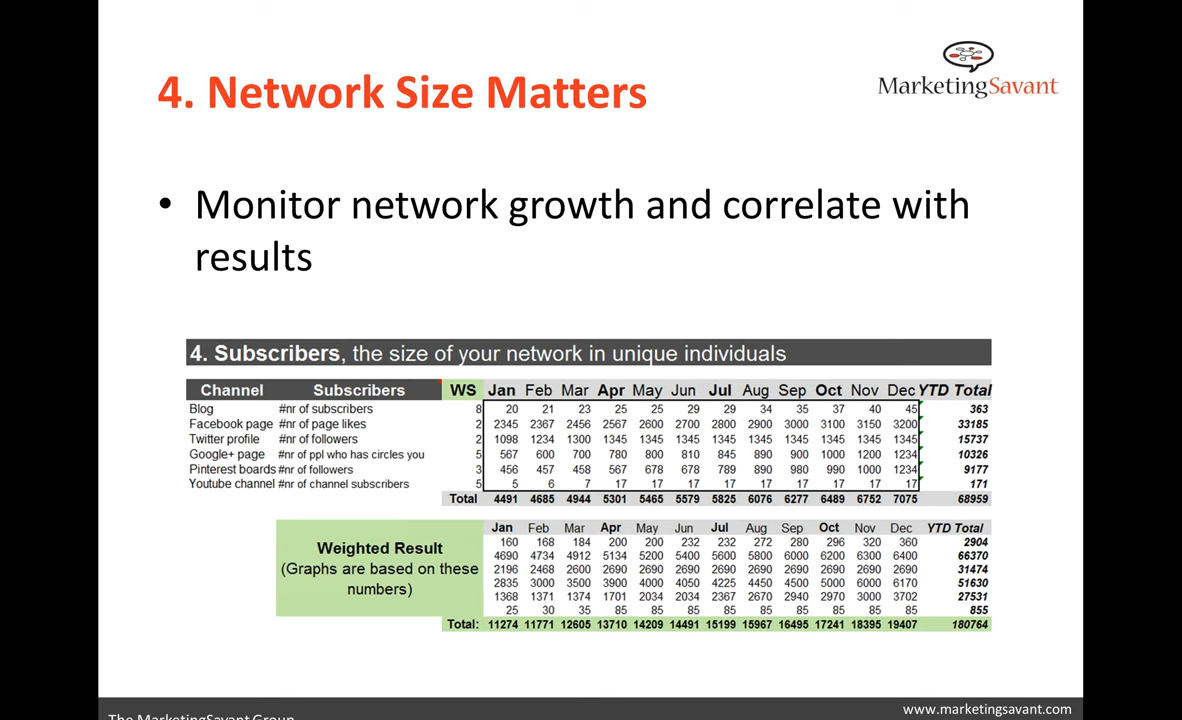 4. Network Size Matters
MarketingSavant
• Monitor network growth and correlate with
results
4. Subscribers, the size of your network in unique individuals
Channel Subscribers WS Jan Feb Mar Apr May Jun Jul Aug Sep Oct Nov Dec YTD Total
Blog #nr of subscribers 8 20 21 23 25 25 29 29 34 35 37 40 45 363
Facebook page #nr of page likes 2 2345 2367 2456 2567 2600 2700 2800 2900 3000 3100 3150 3200 33185
Twitter profile #nr of followers 2 1098 1234 1300 1345 1345 1345 1345 1345 1345 1345 1345 1345 15737
Google+ page #nr of ppl who has circles you 5 567 600 700 780 800 810 845 890 900 1000 1200 1234 10326
Pinterest boards #nr of followers 3 456 457 458 567 678 678 789 890 980 990 1000 1234 9177
Youtube channel #nr of channel subscribers 5 5 6 7 17 17 17 17 17 17 17 17 17 171
Total 4491 4685 4944 5301 5465 5579 5825 6076 6277 6489 6752 7075 68959
Jan Feb Mar Apr May Jun Jul Aug Sep Oct Nov Dec YTD Total
Weighted Result
(Graphs are based on these
numbers)
160 168 184 200 200 232 232 272 280 296 320 360 2904
4690 4734 4912 5134 5200 5400 5600 5800 6000 6200 6300 6400 66370
2196 2468 2600 2690 2690 2690 2690 2690 2690 2690 2690 2690 31474
2835 3000 3500 3900 4000 4050 4225 4450 4500 5000 6000 6170 51630
1368 1371 1374 1701 2034 2034 2367 2670 2940 2970 3000 3702 27531
25 30 35 85 85 85 85 85 85 85 85 85 855
Total: 11274 11771 12605 13710 14209 14491 15199 15967 16495 17241 18395 19407 180764
www.marketingsavant.com
The MarketingSavant Group